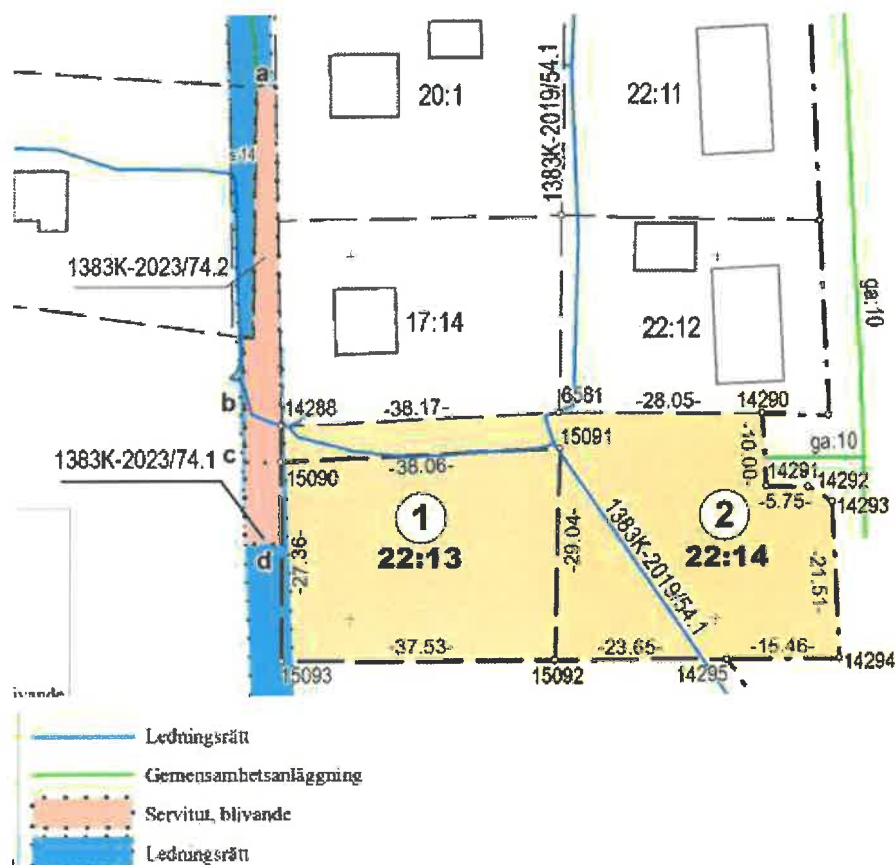 a
20:1
1383K-2019/54.1
22:11
s:14
1383K-2023/74.2
17:14
22:12
ga:10
b
14288
-38.17-
6581
-28.05-
14290
15091
-10.00-
ga:10
c
1383K-2023/74.1
15090
-38.06-
14291
14292
-5.75-
14293
1
22:13
2
22:14
d
-27.36-
-29.04-
1383K-2019/54.1
-21.51-
-37.53-
-23.65-
-15.46-
15093
15092
14295
14294
Ledningsrätt
Gemensamhetsanläggning
Servitut, blivande
Ledningsrätt